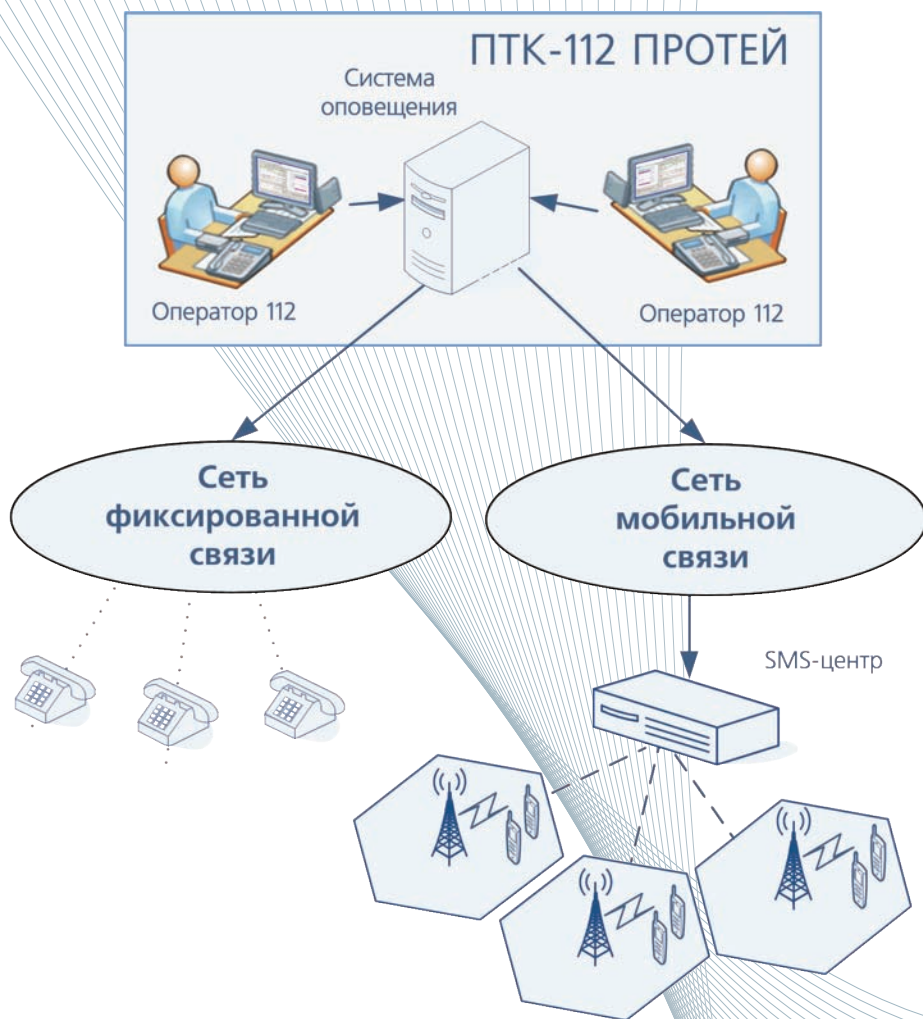 ПТК-112 ПРОТЕЙ
Система
оповещения
Оператор 112
Оператор 112
Сеть
фиксированной
связи
Сеть
мобильной
связи
SMS-центр